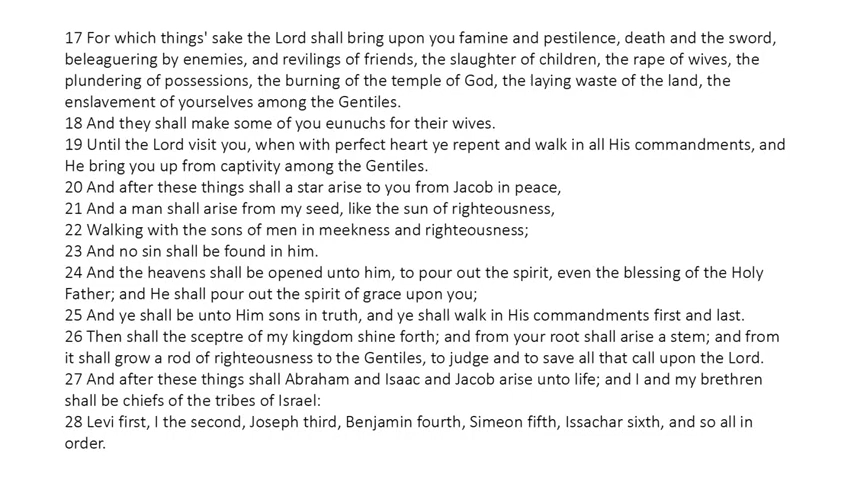 17 For which things' sake the Lord shall bring upon you famine and pestilence, death and the sword,
beleaguering by enemies, and revilings of friends, the slaughter of children, the rape of wives, the
plundering of possessions, the burning of the temple of God, the laying waste of the land, the
enslavement of yourselves among the Gentiles.
18 And they shall make some of you eunuchs for their wives.
19 Until the Lord visit you, when with perfect heart ye repent and walk in all His commandments, and
He bring you up from captivity among the Gentiles.
20 And after these things shall a star arise to you from Jacob in peace,
21 And a man shall arise from my seed, like the sun of righteousness,
22 Walking with the sons of men in meekness and righteousness;
23 And no sin shall be found in him.
24 And the heavens shall be opened unto him, to pour out the spirit, even the blessing of the Holy
Father; and He shall pour out the spirit of grace upon you;
25 And ye shall be unto Him sons in truth, and ye shall walk in His commandments first and last.
26 Then shall the sceptre of my kingdom shine forth; and from your root shall arise a stem; and from
it shall grow a rod of righteousness to the Gentiles, to judge and to save all that call upon the Lord.
27 And after these things shall Abraham and Isaac and Jacob arise unto life; and I and my brethren
shall be chiefs of the tribes of Israel:
28 Levi first, I the second, Joseph third, Benjamin fourth, Simeon fifth, Issachar sixth, and so all in
order.